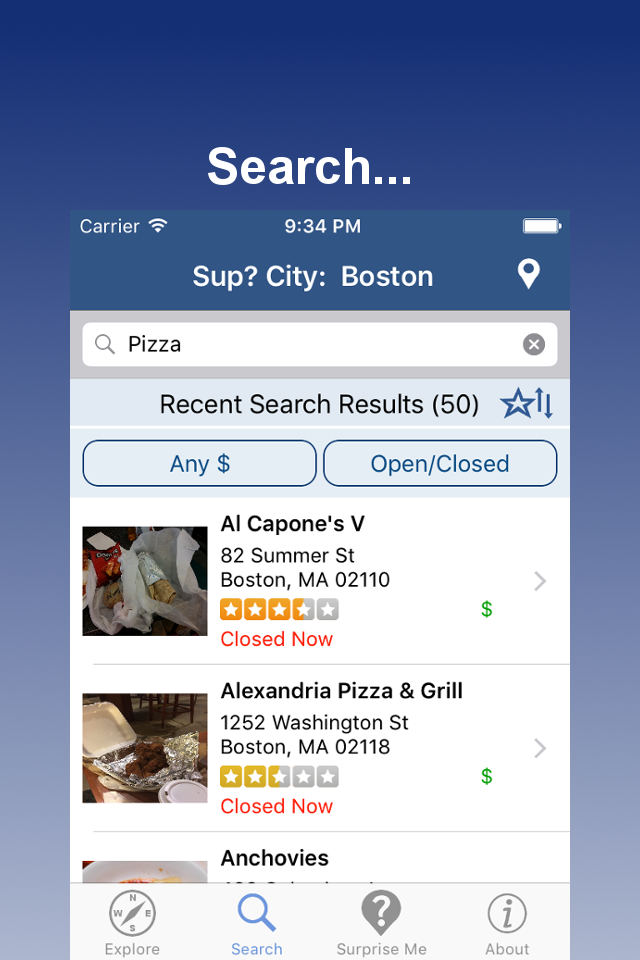 Search...
Carrier 9:34 PM
Sup? City: Boston
Pizza
Recent Search Results (50)
Any $ Open/Closed
Al Capone's V
82 Summer St
Boston, MA 02110
$
Closed Now
Alexandria Pizza & Grill
1252 Washington St
Boston, MA 02118
$
Closed Now
Anchovies
N
W E
S
Explore Search Surprise Me About